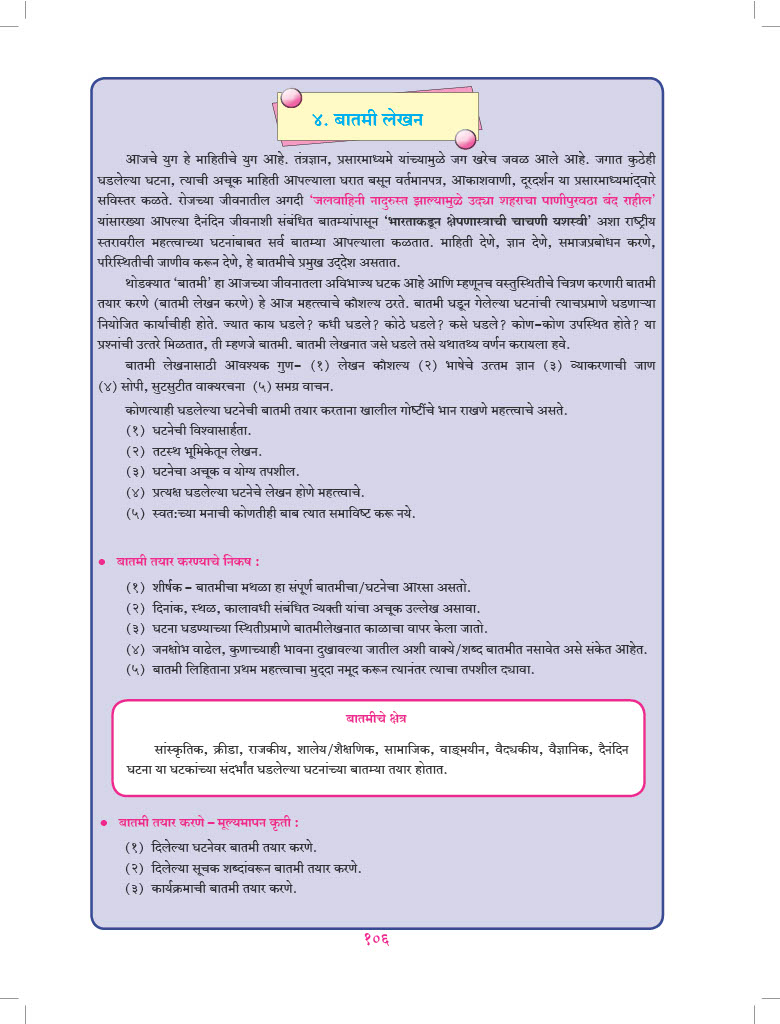 ४. बातमी लेखन
आजचे युग हे माहितीचे युग आहे. तंत्रज्ञान, प्रसारमाध्यमे यांच्यामुळे जग खरेच जवळ आले आहे. जगात कुठेही
घडलेल्या घटना, त्याची अचूक माहिती आपल्याला घरात बसून वर्तमानपत्र, आकाशवाणी, दूरदर्शन या प्रसारमाध्यमांद्‌वारे
सविस्तर कळते. रोजच्या जीवनातील अगदी ‘जलवाहिनी नादुरुस्त झाल्यामुळे उद्या शहराचा पाणीपुरवठा बंद राहील’
यांसारख्या आपल्या दैनंदिन जीवनाशी संबंधित बातम्यांपासून ‘भारताकडून क्षेपणास्त्राची चाचणी यशस्वी’ अशा राष्ट्रीय
स्तरावरील महत्वाच्या घटनांबाबत सर्व बातम्या आपल्याला कळतात. माहिती देणे, ज्ञान देणे, समाजप्रबोधन करणे,
परिस्थितीची जाणीव करून देणे, हे बातमीचे प्रमुख उद्‌देश असतात.
थोडक्यात ‘बातमी’ हा आजच्या जीवनातला अविभाज्य घटक आहे आणि म्हणूनच वस्तुस्थितीचे चित्रण करणारी बातमी
तयार करणे (बातमी लेखन करणे) हे आज महत्त्वाचे कौशल्य ठरते. बातमी घडून गेलेल्या घटनांची त्याचप्रमाणे घडणाऱ्या
नियोजित कार्याचीही होते. ज्यात काय घडले? कधी घडले? कोठे घडले? कसे घडले? कोण-कोण उपस्थित होते? या
प्रश्नांची उत्तरे मिळतात, ती म्हणजे बातमी. बातमी लेखनात जसे घडले तसे यथातथ्य वर्णन करायला हवे.
बातमी लेखनासाठी आवश्यक गुण- (१) लेखन कौशल्य (२) भाषेचे उत्तम ज्ञान (३) व्याकरणाची जाण
(४) सोपी, सुटसुटीत वाक्यरचना (५) समग्र वाचन.
कोणत्याही घडलेल्या घटनेची बातमी तयार करताना खालील गोष्टींचे भान राखणे महत्वाचे असते.
(१) घटनेची विश्वासार्हता.
(२) तटस्थ भूमिकेतून लेखन.
(३) घटनेचा अचूक व योग्य तपशील.
(४) प्रत्यक्ष घडलेल्या घटनेचे लेखन होणे महत्वाचे.
(५) स्वतःच्या मनाची कोणतीही बाब त्यात समाविष्ट करू नये.
• बातमी तयार करण्याचे निकष :
(१) शीर्षक - बातमीचा मथळा हा संपूर्ण बातमीचा/घटनेचा आरसा असतो.
(२) दिनांक, स्थळ, कालावधी संबंधित व्यक्ती यांचा अचूक उल्लेख असावा.
(३) घटना घडण्याच्या स्थितीप्रमाणे बातमीलेखनात काळाचा वापर केला जातो.
(४) जनक्षोभ वाढेल, कुणाच्याही भावना दुखावल्या जातील अशी वाक्ये/शब्द बातमीत नसावेत असे संकेत आहेत.
(५) बातमी लिहिताना प्रथम महत्वाचा मुद्‌दा नमूद करून त्यानंतर त्याचा तपशील द्यावा.
बातमीचे क्षेत्र
सांस्कृतिक, क्रीडा, राजकीय, शालेय/शैक्षणिक, सामाजिक, वाङ्‌मयीन, वैद्यकीय, वैज्ञानिक, दैनंदिन
घटना या घटकांच्या संदर्भांत घडलेल्या घटनांच्या बातम्या तयार होतात.
• बातमी तयार करणे - मूल्यमापन कृती :
(१) दिलेल्या घटनेवर बातमी तयार करणे.
(२) दिलेल्या सूचक शब्दांवरून बातमी तयार करणे.
(३) कार्यक्रमाची बातमी तयार करणे.
१०६